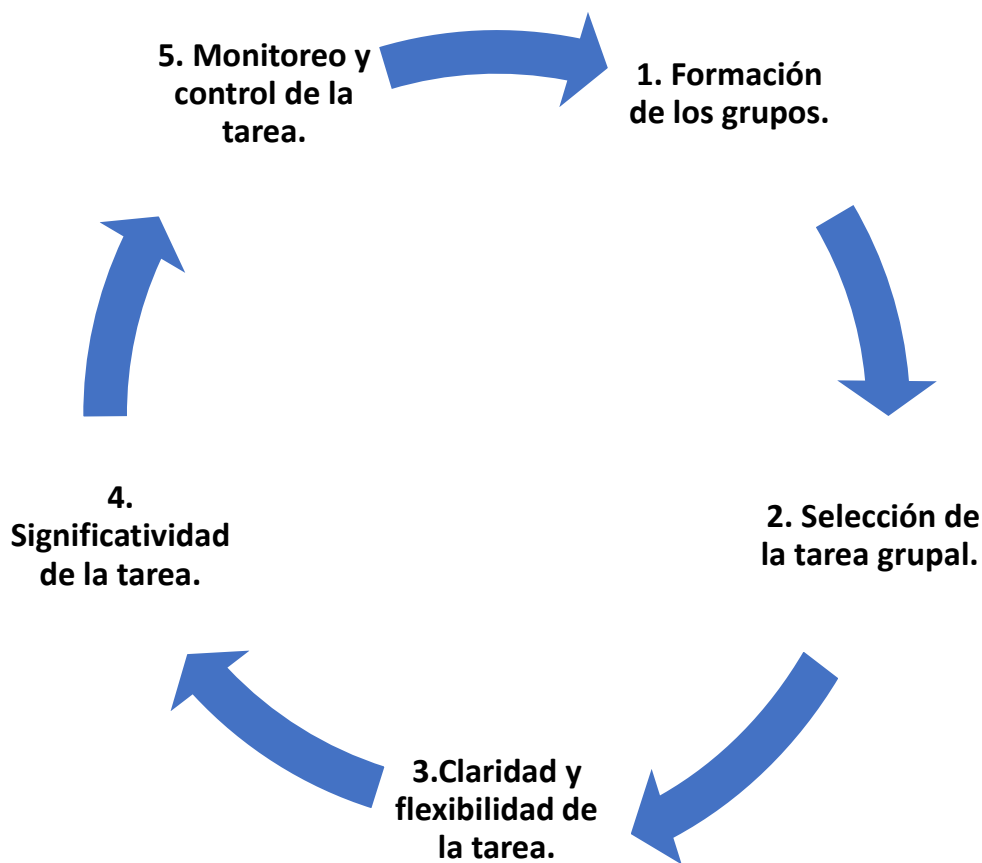 1. Formación
de los grupos.
2. Selección de
la tarea grupal.
3.Claridad y
flexibilidad de
la tarea.
4.
Significatividad
de la tarea.
5. Monitoreo y
control de la
tarea.